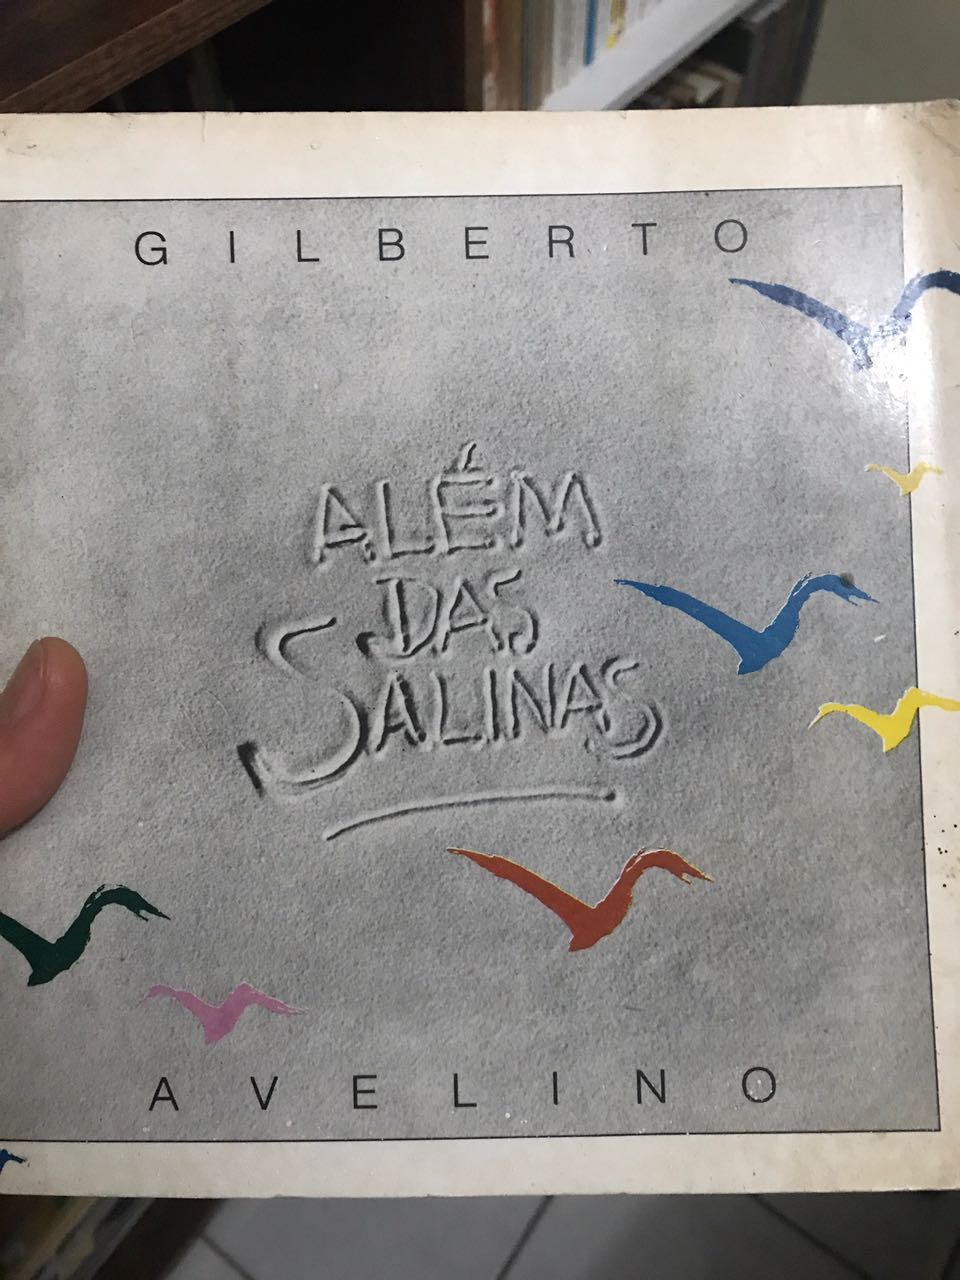 GILBERTO
ALÉM
DAS
SALINAS
AVELINO